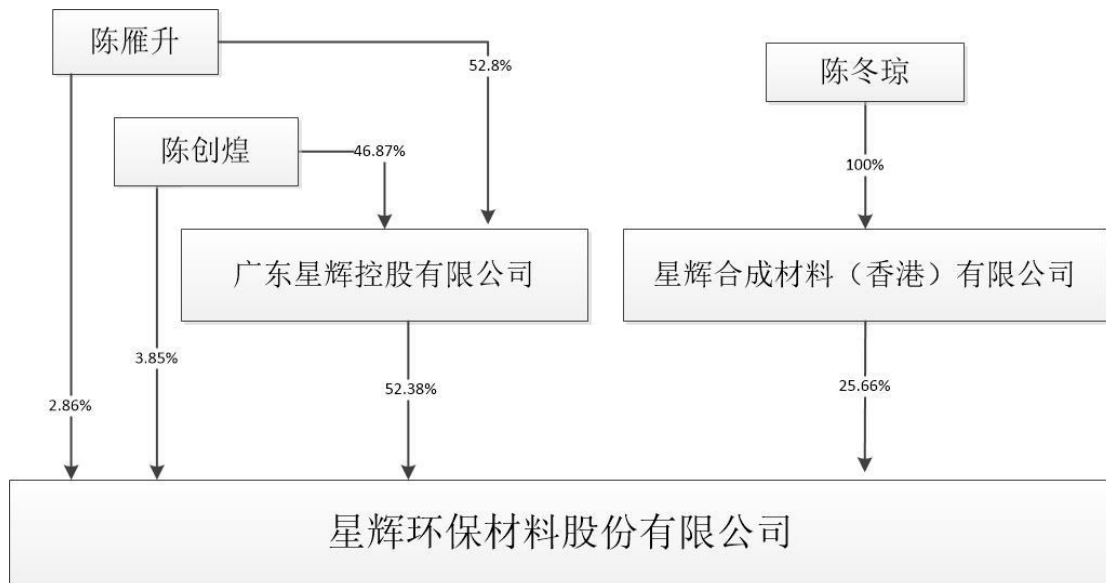 陈雁升
52.8%
陈冬琼
陈创煌
46.87%
100%
广东星辉控股有限公司
星辉合成材料（香港）有限公司
3.85%
52.38%
25.66%
2.86%
星辉环保材料股份有限公司